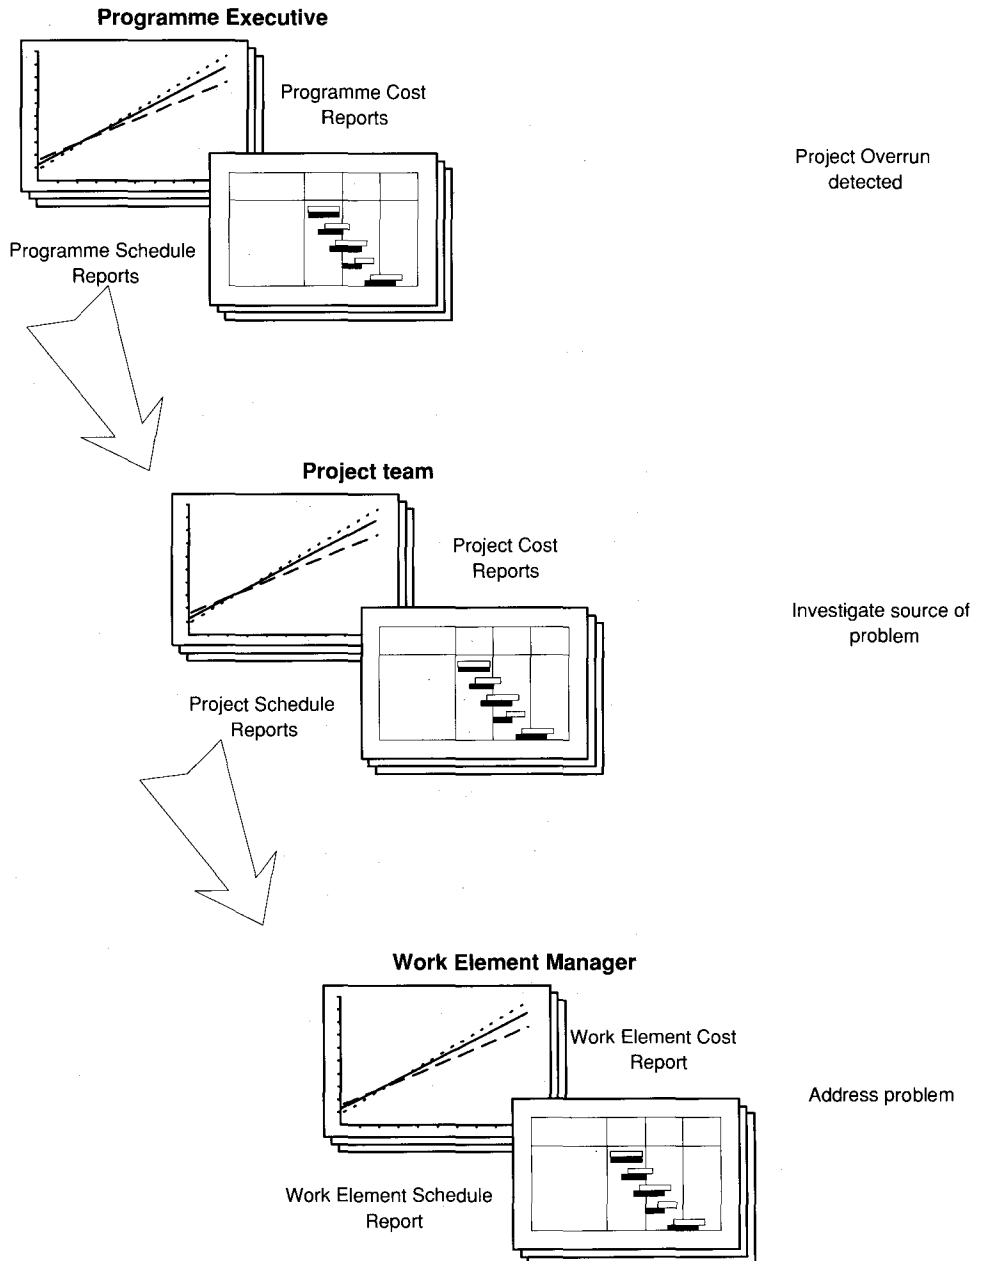 Programme Executive
Programme Cost
Reports
Project Overrun
detected
Programme Schedule
Reports
Project team
Project Cost
Reports
Investigate source of
problem
Project Schedule
Reports
Work Element Manager
Work Element Cost
Report
Address problem
Work Element Schedule
Report